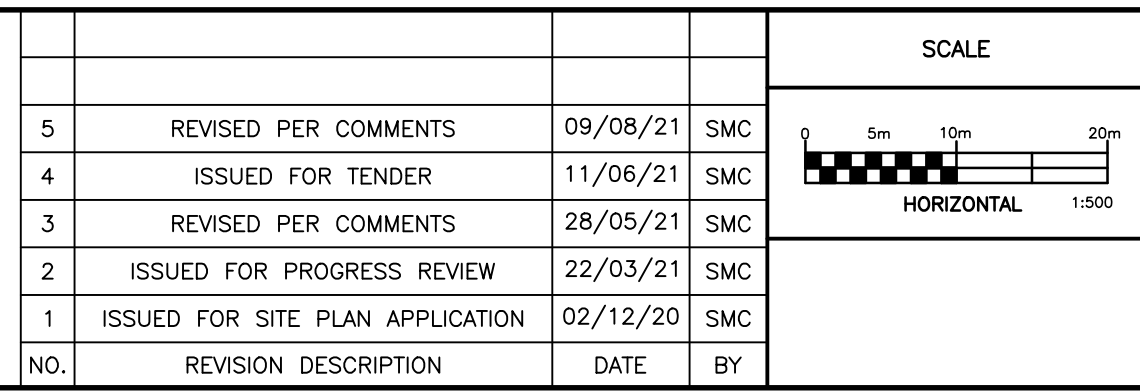 5 REVISED PER COMMENTS 09/08/21 SMC
4 ISSUED FOR TENDER 11/06/21 SMC
3 REVISED PER COMMENTS 28/05/21 SMC
2 ISSUED FOR PROGRESS REVIEW 22/03/21 SMC
1 ISSUED FOR SITE PLAN APPLICATION 02/12/20 SMC
NO. REVISION DESCRIPTION DATE BY
SCALE
0 5m 10m 20m
HORIZONTAL 1:500